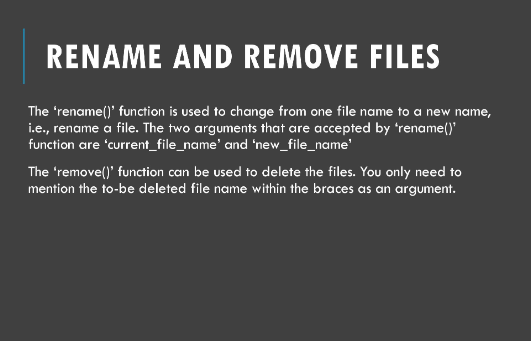 RENAME AND REMOVE FILES
The ‘rename()’ function is used to change from one file name to a new name,
i.e., rename a file. The two arguments that are accepted by ‘rename()’
function are ‘current_file_name’ and ‘new_file_name’
The ‘remove()’ function can be used to delete the files. You only need to
mention the to-be deleted file name within the braces as an argument.